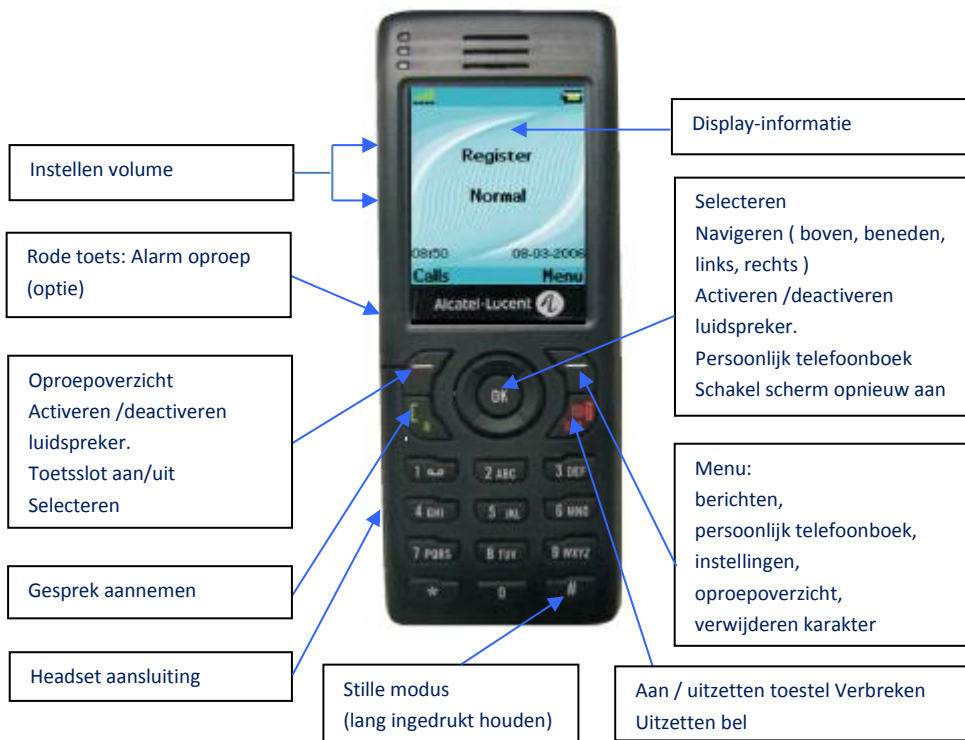 Instellen volume
Rode toets: Alarm oproep
(optie)
Oproepoverzicht
Activeren /deactiveren
luidspreker.
Toetsslot aan/uit
Selecteren
Gesprek aannemen
Headset aansluiting
Register
Normal
08:50 08-03-2006
Calls Menu
Alcatel-Lucent
OK
1
2 ABC
3 DEF
4 GHI
5 JKL
6 MNO
7 PQRS
8 TUV
9 WXYZ
*
0
#
Stille modus
(lang ingedrukt houden)
Display-informatie
Selecteren
Navigeren ( boven, beneden,
links, rechts )
Activeren /deactiveren
luidspreker.
Persoonlijk telefoonboek
Schakel scherm opnieuw aan
Menu:
berichten,
persoonlijk telefoonboek,
instellingen,
oproepoverzicht,
verwijderen karakter
Aan / uitzetten toestel Verbreken
Uitzetten bel